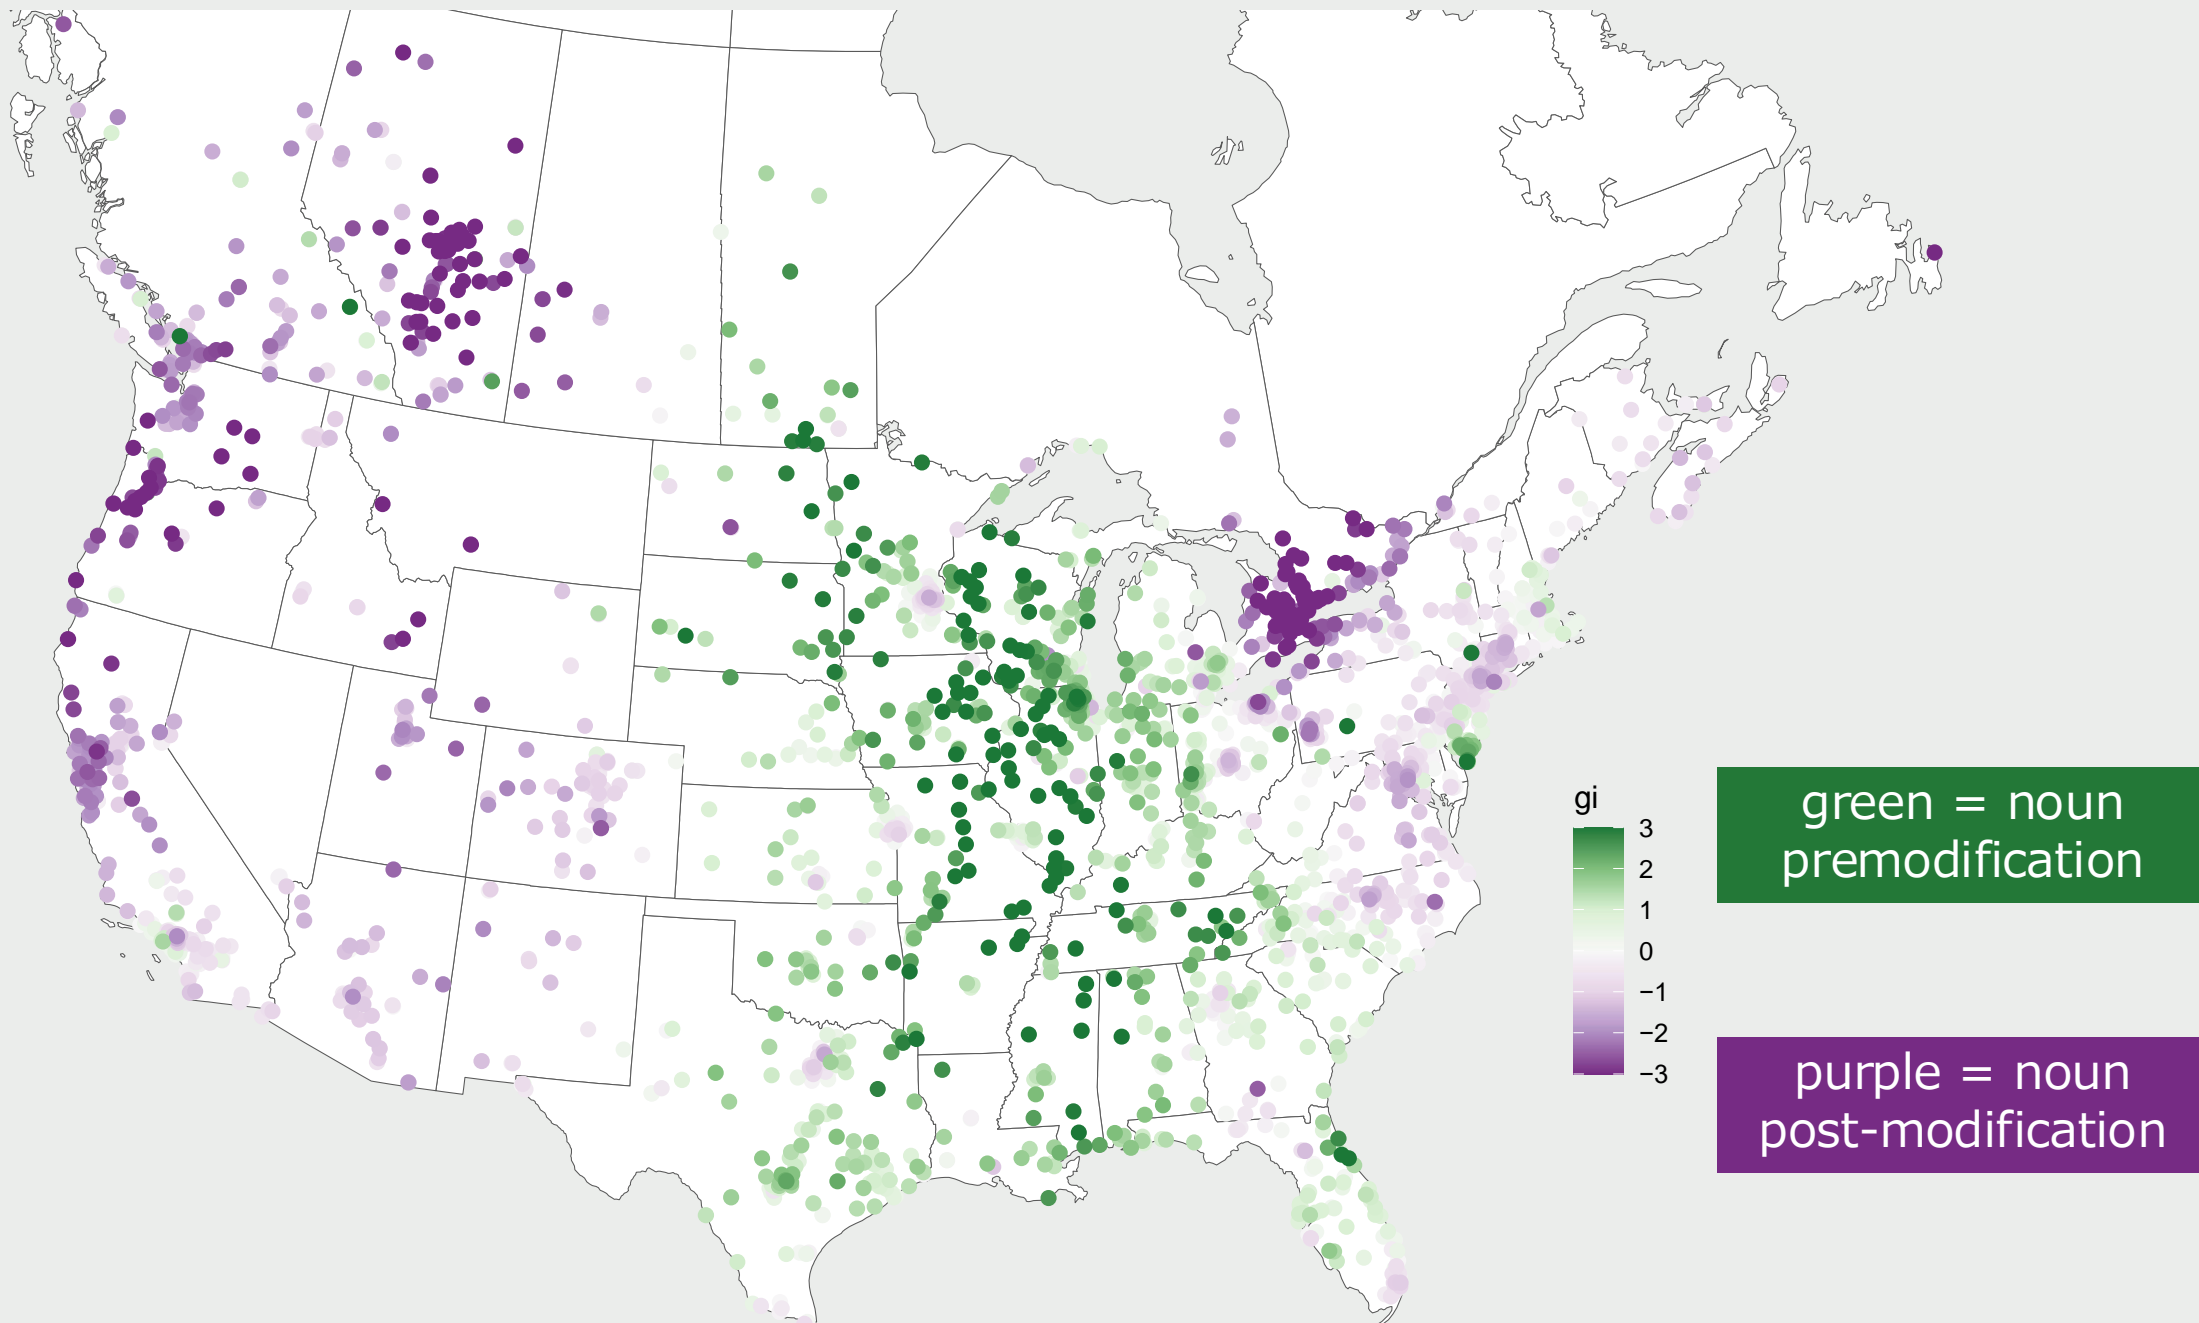 gi
3
2
1
0
−1
−2
−3
green = noun
premodification
purple = noun
post-modification